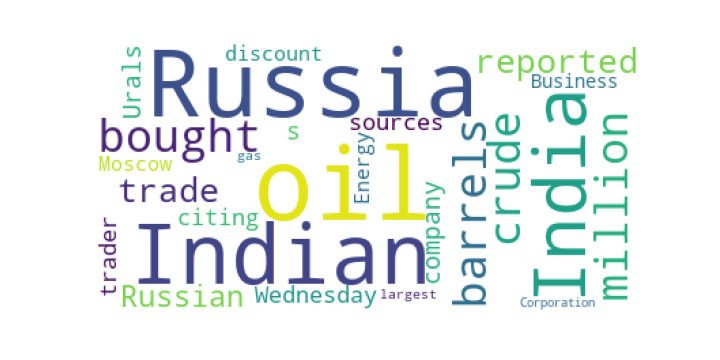 discount
reported
Russia
Urals
Business
India
bought
s
sources
oil
barrels
crude
million
Moscow
gas
Energy
trade
citing
company
Indian
trader
Russian
Wednesday
largest
Corporation